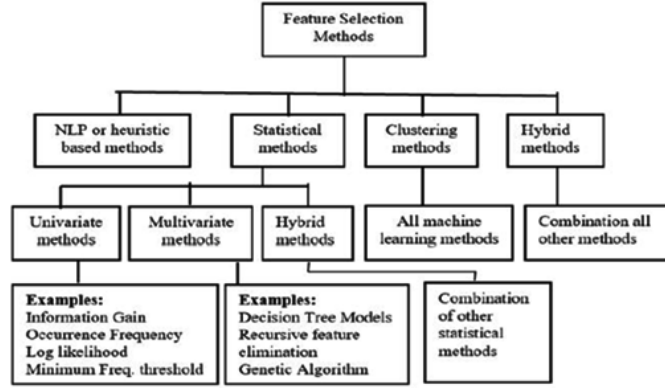 Feature Selection
Methods
NLP or heuristic
based methods
Statistical
methods
Clustering
methods
Hybrid
methods
Univariate
methods
Multivariate
methods
Hybrid
methods
All machine
learning methods
Combination all
other methods
Examples:
Information Gain
Occurrence Frequency
Log likelihood
Minimum Freq. threshold
Examples:
Decision Tree Models
Recursive feature
elimination
Genetic Algorithm
Combination
of other
statistical
methods